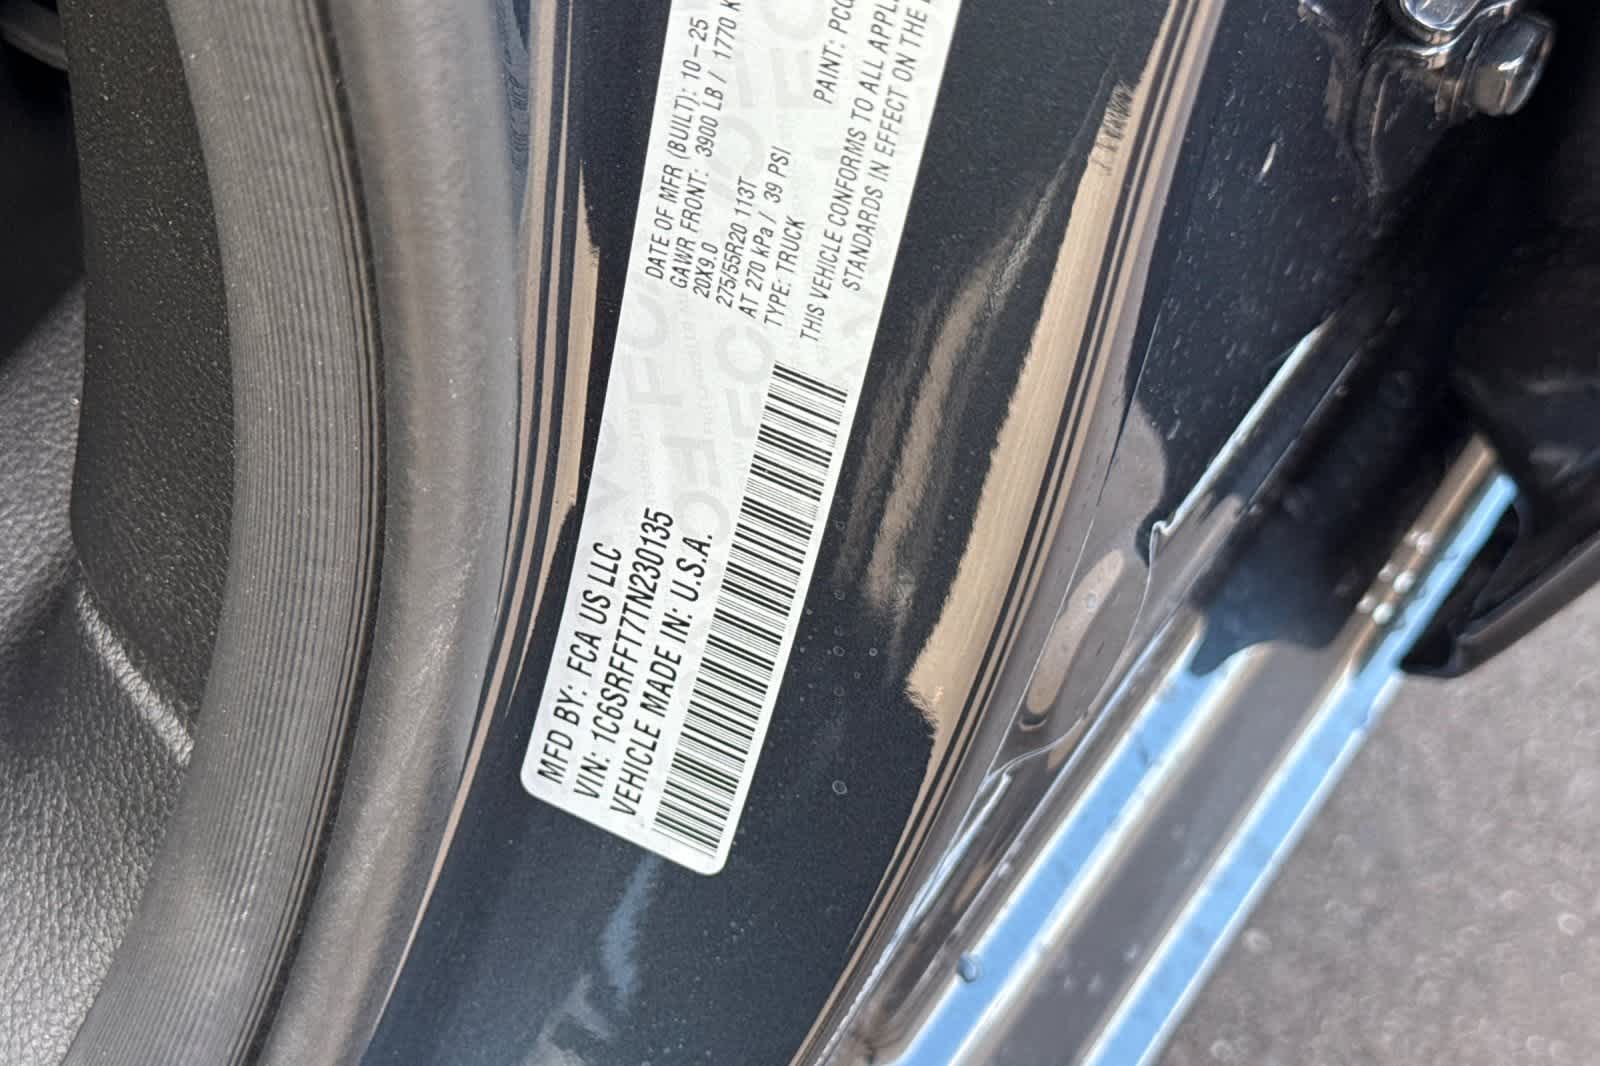 MFD BY: FCA US LLC
VIN: 1C6SRFFT7TN230135
VEHICLE MADE IN: U.S.A.
DATE OF MFR (BUILT): 10-25
GAWR FRONT: 3900 LB / 1770 K
20X9.0
275/55R20 113T
AT 270 kPa / 39 PSI
TYPE: TRUCK
PAINT:
THIS VEHICLE CONFORMS TO ALL
STANDARDS IN EFFECT ON THE